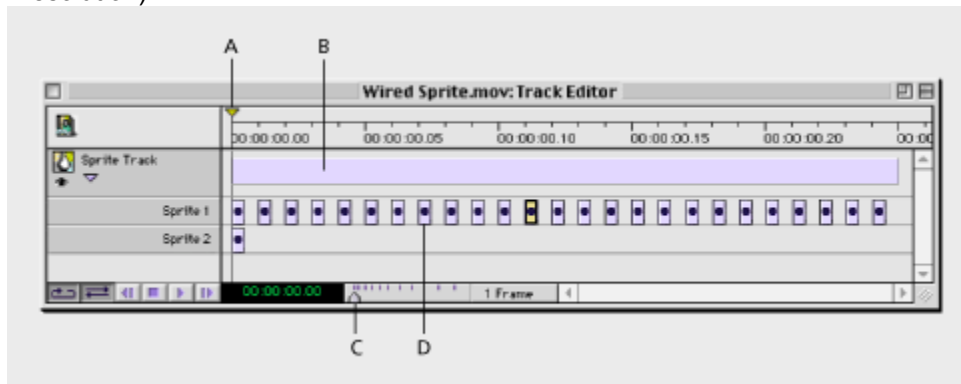 A B
Wired Sprite.mov: Track Editor
00:00:00.00 00:00:00.05 00:00:00.10 00:00:00.15 00:00:00.20
Sprite Track
Sprite 1
Sprite 2
00:00:00.00 1 Frame
C D